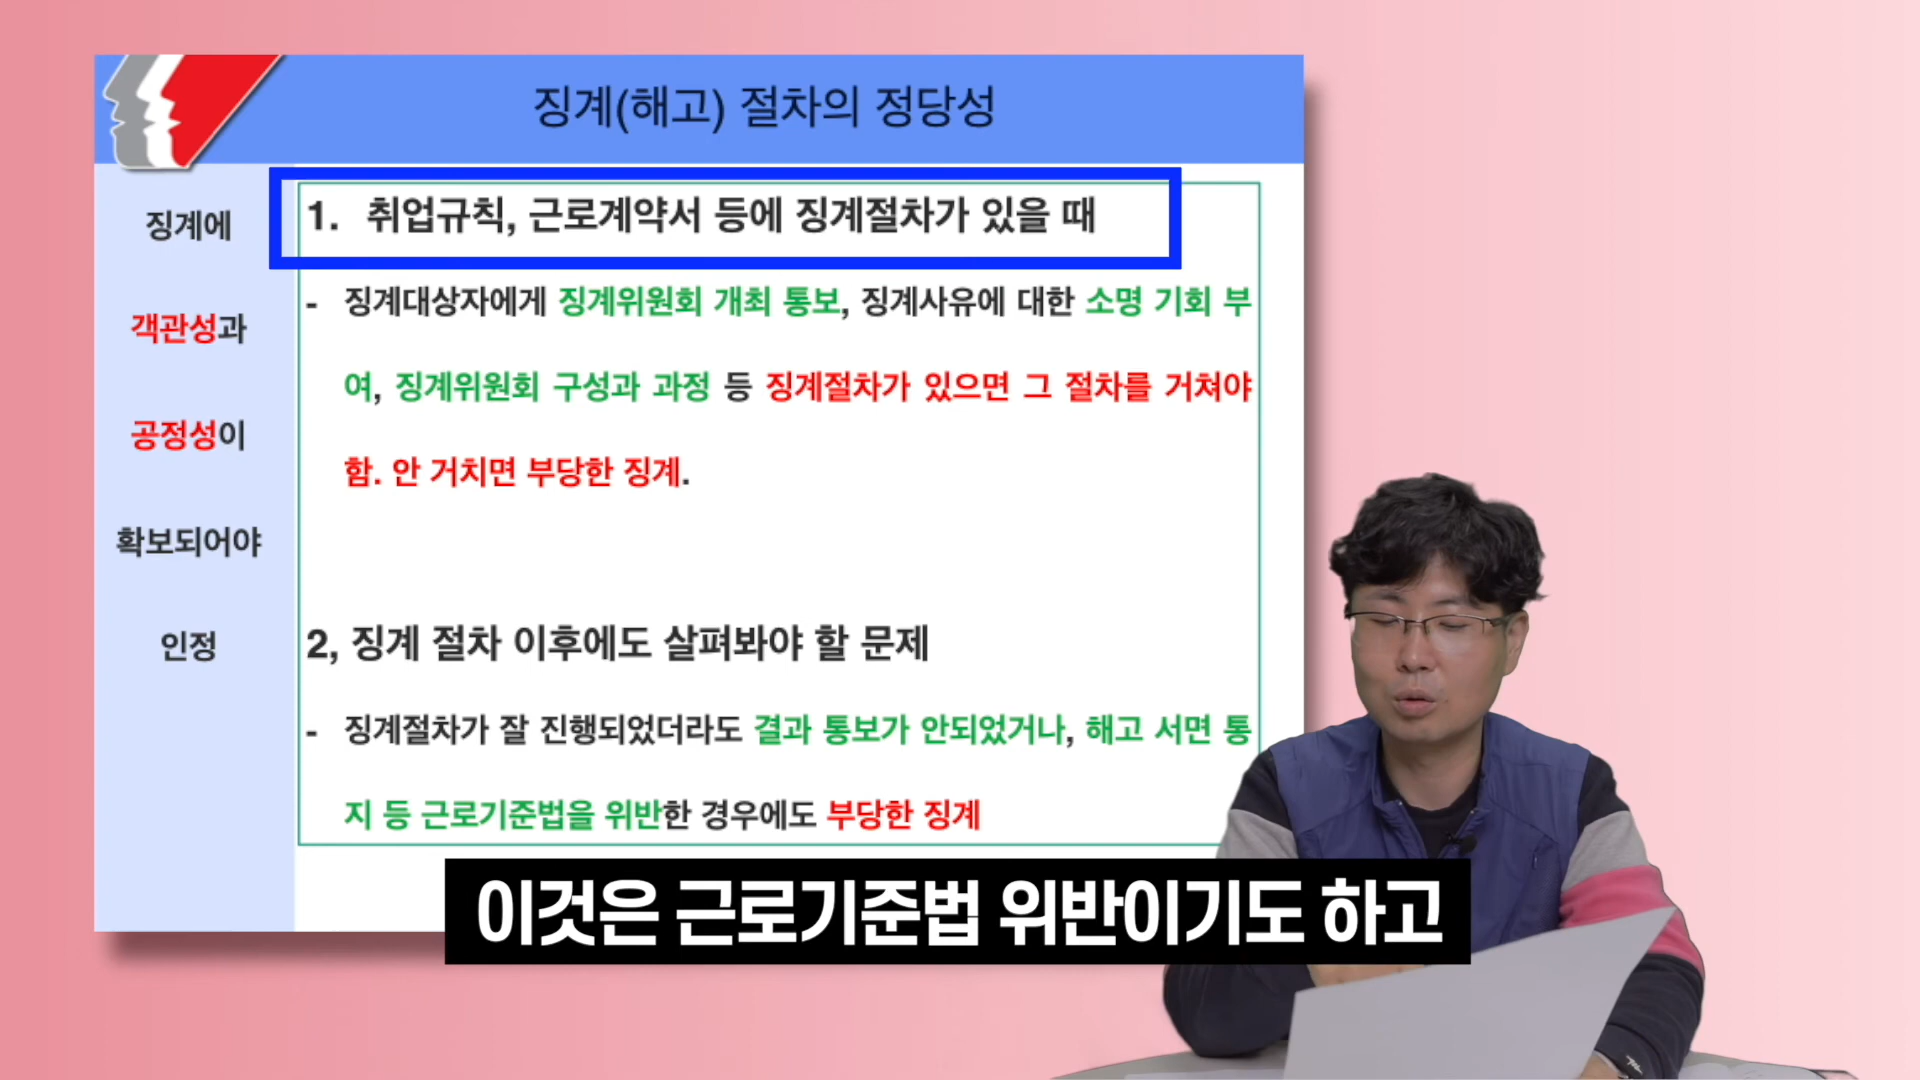 징계(해고) 절차의 정당성
징계에
객관성과
공정성이
확보되어야
인정
1. 취업규칙, 근로계약서 등에 징계절차가 있을 때
- 징계대상자에게 징계위원회 개최 통보, 징계사유에 대한 소명 기회 부
여, 징계위원회 구성과 과정 등 징계절차가 있으면 그 절차를 거쳐야
함. 안 거치면 부당한 징계.
2, 징계 절차 이후에도 살펴봐야 할 문제
- 징계절차가 잘 진행되었더라도 결과 통보가 안되었거나, 해고 서면 통
지 등 근로기준법을 위반한 경우에도 부당한 징계
이것은 근로기준법 위반이기도 하고